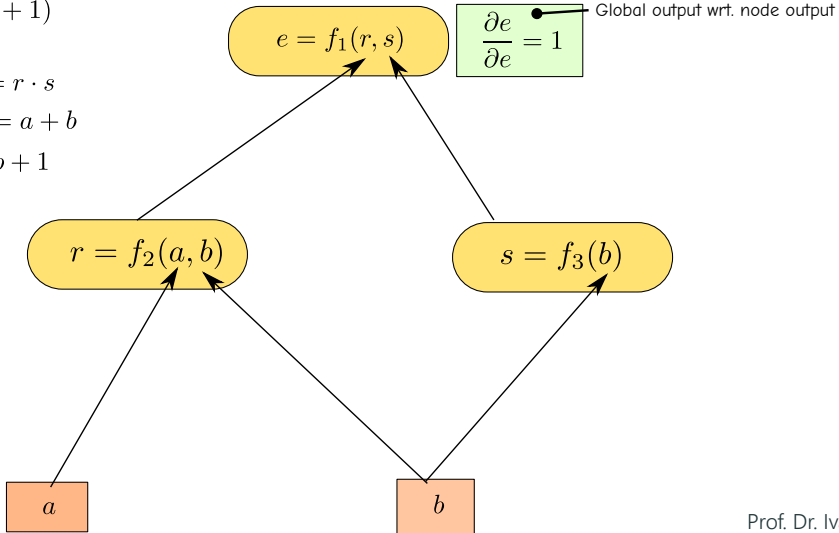 + 1)
= r · s
= a + b
b + 1
e = f₁(r, s)
∂e/∂e = 1
Global output wrt. node output
r = f₂(a, b)
s = f₃(b)
a
b
Prof. Dr. Iv